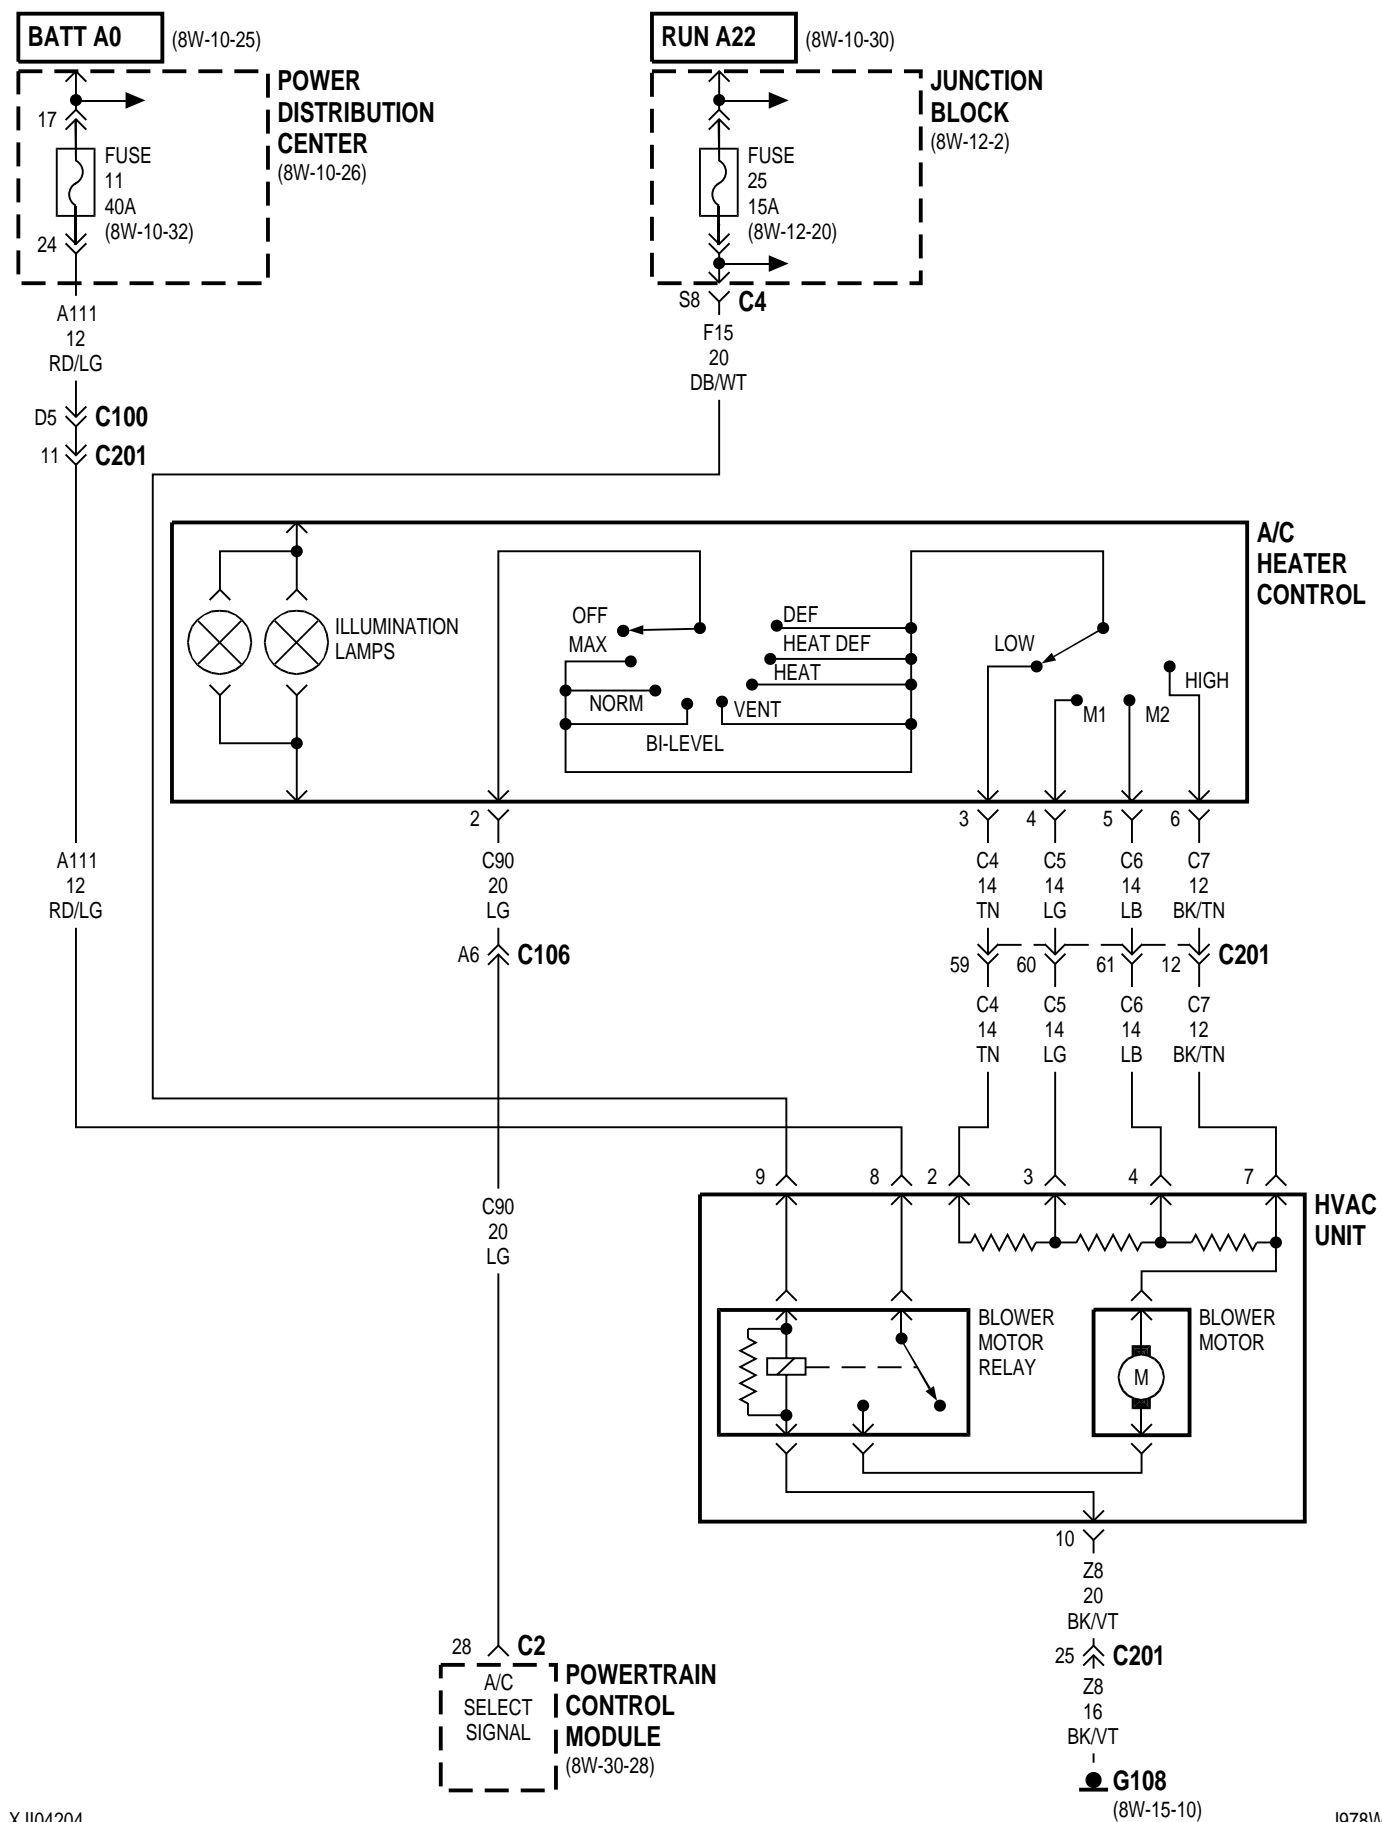 BATT A0 (8W-10-25)
RUN A22 (8W-10-30)
POWER
DISTRIBUTION
CENTER
(8W-10-26)
17
FUSE
11
40A
(8W-10-32)
24
JUNCTION
BLOCK
(8W-12-2)
FUSE
25
15A
(8W-12-20)
S8 C4
A111
12
RD/LG
F15
20
DB/WT
D5 C100
11 C201
A/C
HEATER
CONTROL
ILLUMINATION
LAMPS
OFF
MAX
NORM
BI-LEVEL
DEF
HEAT DEF
HEAT
VENT
LOW
M1
M2
HIGH
2
3
4
5
6
A111
12
RD/LG
C90
20
LG
C4
14
TN
C5
14
LG
C6
14
LB
C7
12
BK/TN
A6 C106
59
60
61
12 C201
C4
14
TN
C5
14
LG
C6
14
LB
C7
12
BK/TN
9
8
2
3
4
7
C90
20
LG
HVAC
UNIT
BLOWER
MOTOR
RELAY
BLOWER
MOTOR
M
10
Z8
20
BK/VT
25 C201
Z8
16
BK/VT
G108
(8W-15-10)
28 C2
A/C
SELECT
SIGNAL
POWERTRAIN
CONTROL
MODULE
(8W-30-28)